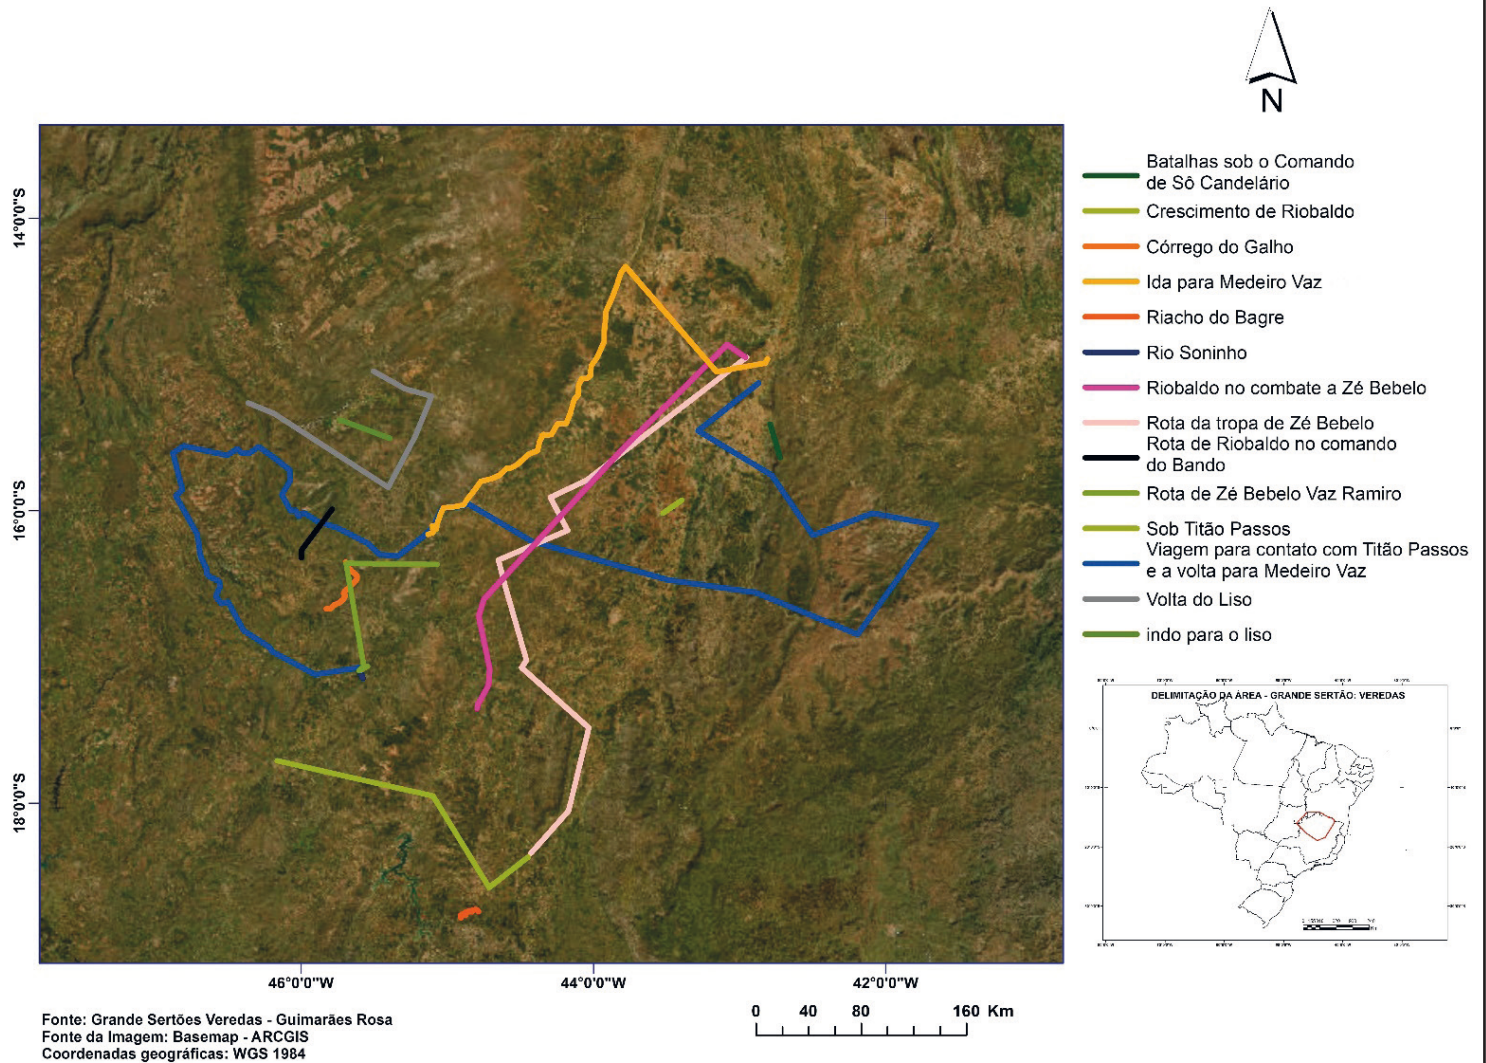 N
Batalhas sob o Comando
de Sô Candelário
Crescimento de Riobaldo
Córrego do Galho
Ida para Medeiro Vaz
Riacho do Bagre
Rio Soninho
Riobaldo no combate a Zé Bebelo
Rota da tropa de Zé Bebelo
Rota de Riobaldo no comando
do Bando
Rota de Zé Bebelo Vaz Ramiro
Sob Titão Passos
Viagem para contato com Titão Passos
e a volta para Medeiro Vaz
Volta do Liso
indo para o liso
14°0'0"S
16°0'0"S
18°0'0"S
46°0'0"W
44°0'0"W
42°0'0"W
DELIMITAÇÃO DA ÁREA - GRANDE SERTÃO: VEREDAS
0 40 80 160 Km
Fonte: Grande Sertões Veredas - Guimarães Rosa
Fonte da Imagem: Basemap - ARCGIS
Coordenadas geográficas: WGS 1984